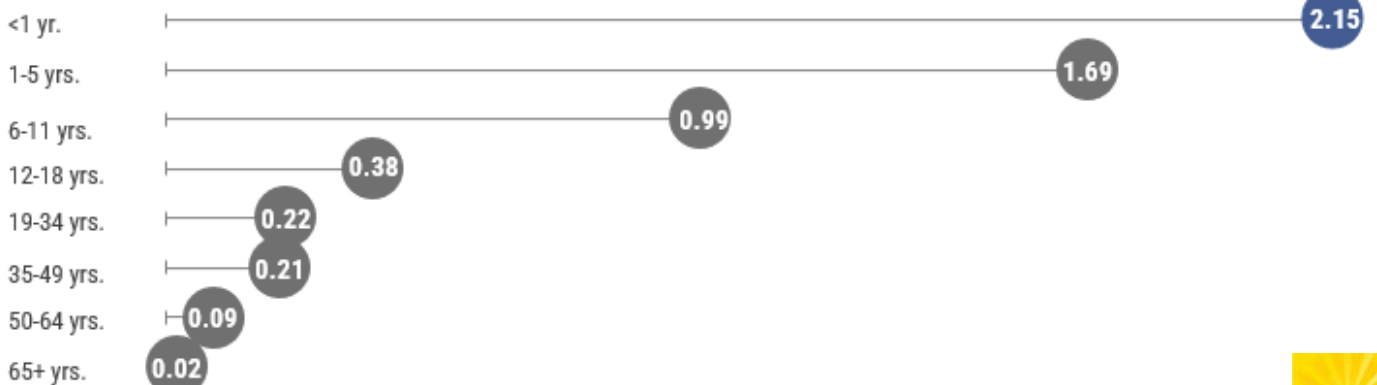 <1 yr. 2.15
1-5 yrs. 1.69
6-11 yrs. 0.99
12-18 yrs. 0.38
19-34 yrs. 0.22
35-49 yrs. 0.21
50-64 yrs. 0.09
65+ yrs. 0.02